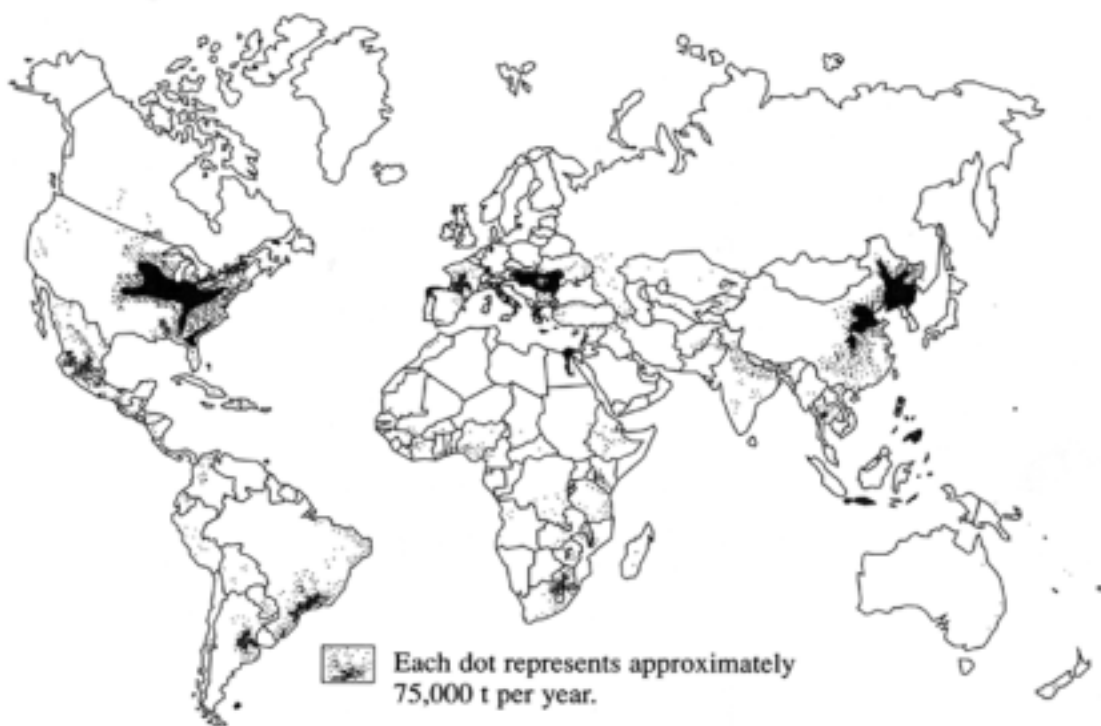 Each dot represents approximately
75,000 t per year.